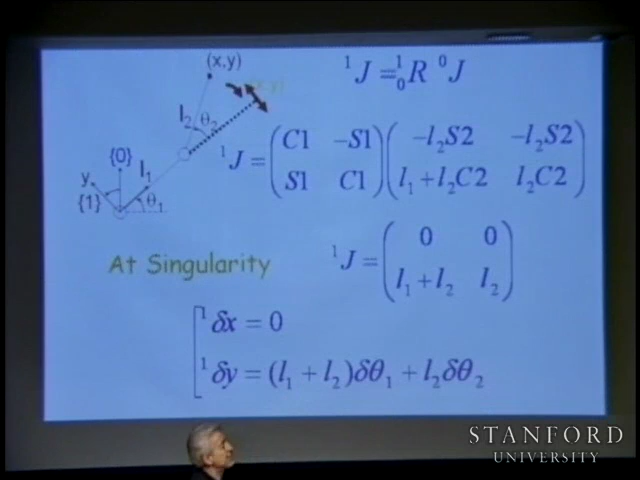 (x,y)
¹J = ¹₀R ⁰J
l₂ θ₂
{0} l₁
y
{1} θ₁
¹J = ( C1 −S1 ; S1 C1 ) ( −l₂S2 −l₂S2 ; l₁+l₂C2 l₂C2 )
At Singularity
¹J = ( 0 0 ; l₁+l₂ l₂ )
¹δx = 0
¹δy = (l₁ + l₂)δθ₁ + l₂δθ₂
STANFORD
UNIVERSITY